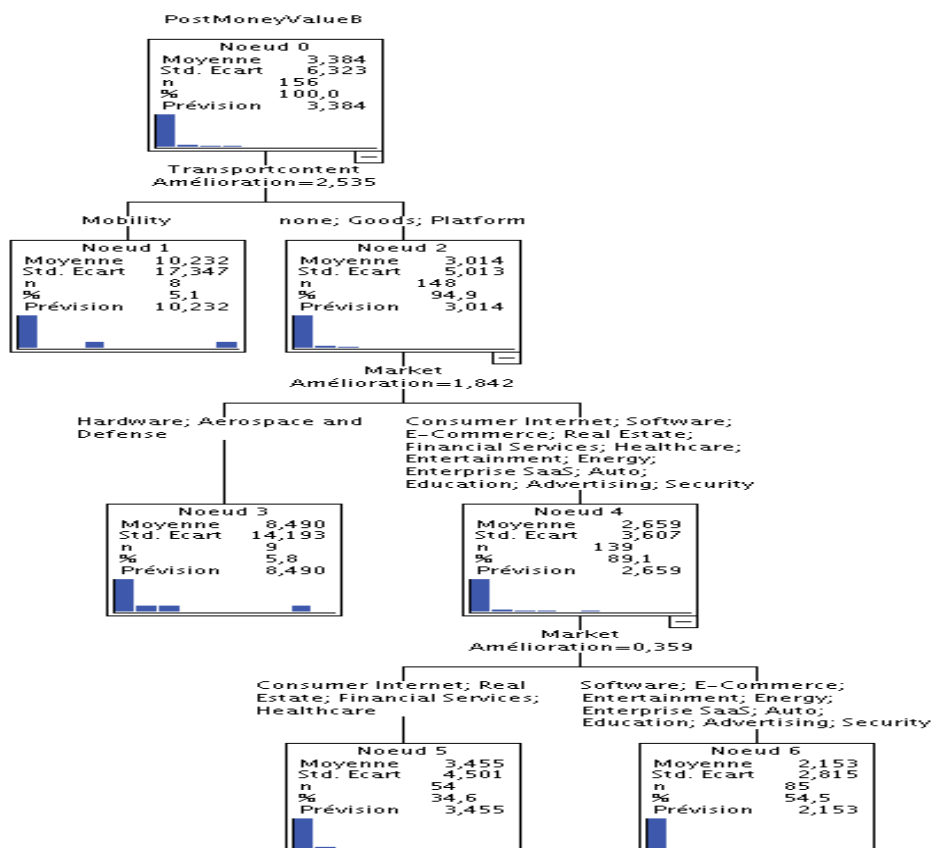 PostMoneyValueB
Noeud 0
Moyenne 3,384
Std. Ecart 6,323
n 156
% 100,0
Prévision 3,384
Transportcontent
Amélioration=2,535
Mobility
none; Goods; Platform
Noeud 1
Moyenne 10,232
Std. Ecart 17,347
n 8
% 5,1
Prévision 10,232
Noeud 2
Moyenne 3,014
Std. Ecart 5,013
n 148
% 94,9
Prévision 3,014
Market
Amélioration=1,842
Hardware; Aerospace and
Defense
Consumer Internet; Software;
E-Commerce; Real Estate;
Financial Services; Healthcare;
Entertainment; Energy;
Enterprise SaaS; Auto;
Education; Advertising; Security
Noeud 3
Moyenne 8,490
Std. Ecart 14,193
n 9
% 5,8
Prévision 8,490
Noeud 4
Moyenne 2,659
Std. Ecart 3,607
n 139
% 89,1
Prévision 2,659
Market
Amélioration=0,359
Consumer Internet; Real
Estate; Financial Services;
Healthcare
Software; E-Commerce;
Entertainment; Energy;
Enterprise SaaS; Auto;
Education; Advertising; Security
Noeud 5
Moyenne 3,455
Std. Ecart 4,501
n 54
% 34,6
Prévision 3,455
Noeud 6
Moyenne 2,153
Std. Ecart 2,815
n 85
% 54,5
Prévision 2,153